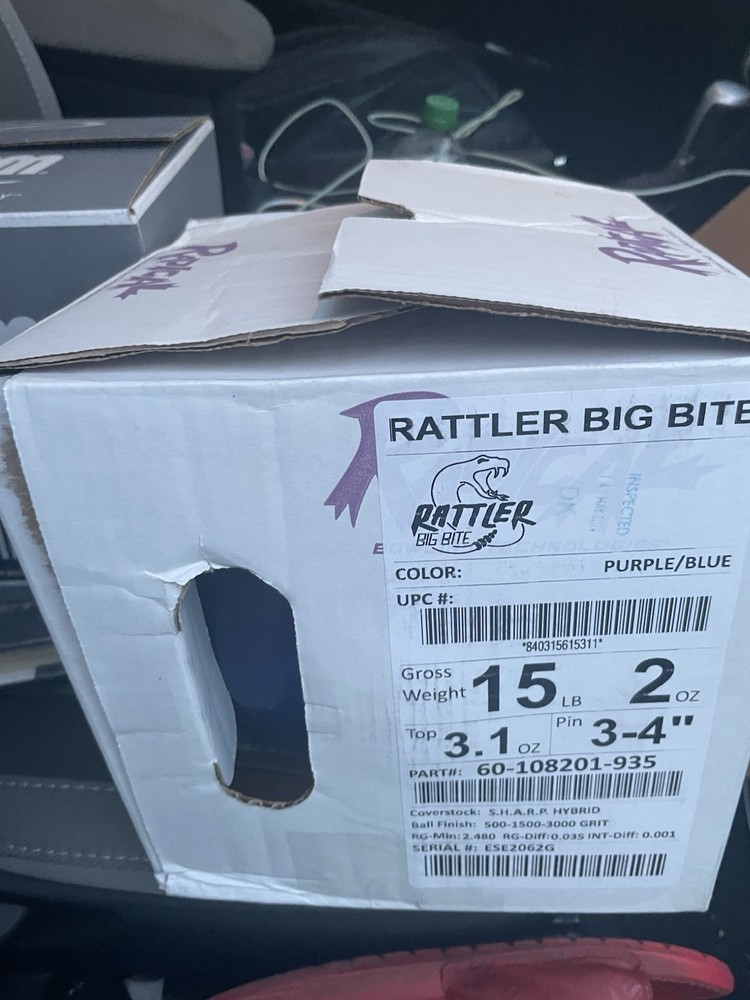 m
RADICAL
RADICAL
RATTLER BIG BITE
RATTLER
BIG BITE
INSPECTED
OK
COLOR: PURPLE/BLUE
UPC #:
*840315615311*
Gross Weight 15 LB 2 OZ
Top 3.1 OZ Pin 3-4"
PART#: 60-108201-935
Coverstock: S.H.A.R.P. HYBRID
Ball Finish: 500-1500-3000 GRIT
RG-Min: 2.480 RG-Diff: 0.035 INT-Diff: 0.001
SERIAL #: ESE2062G